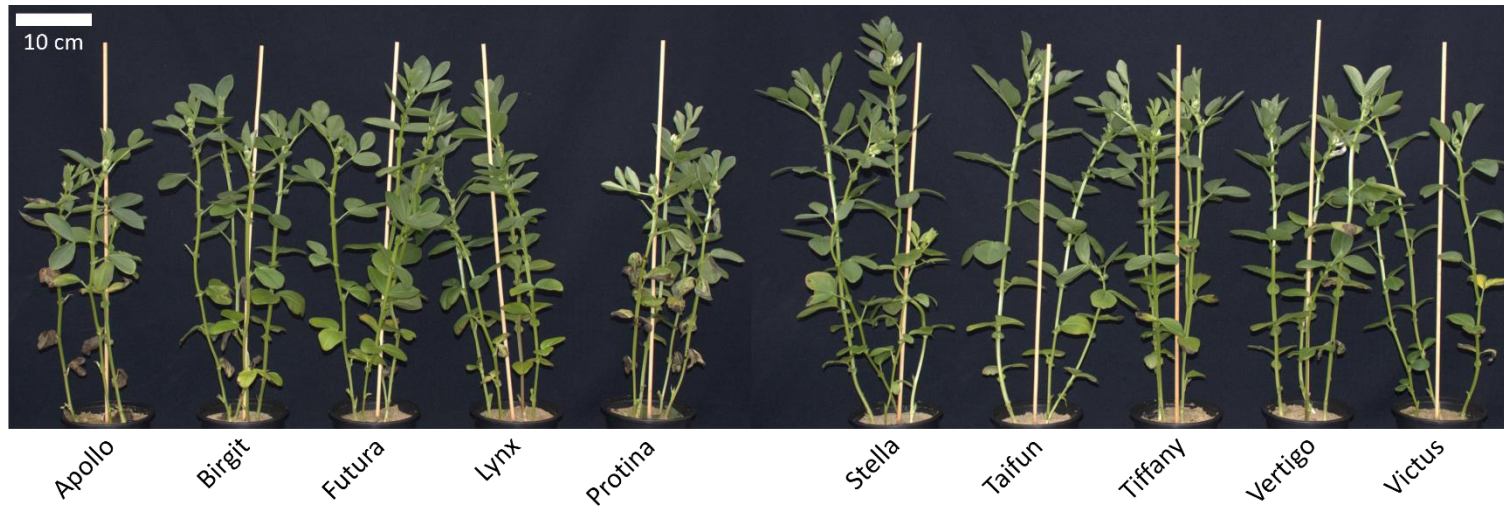 10 cm
Apollo
Birgit
Futura
Lynx
Protina
Stella
Taifun
Tiffany
Vertigo
Victus